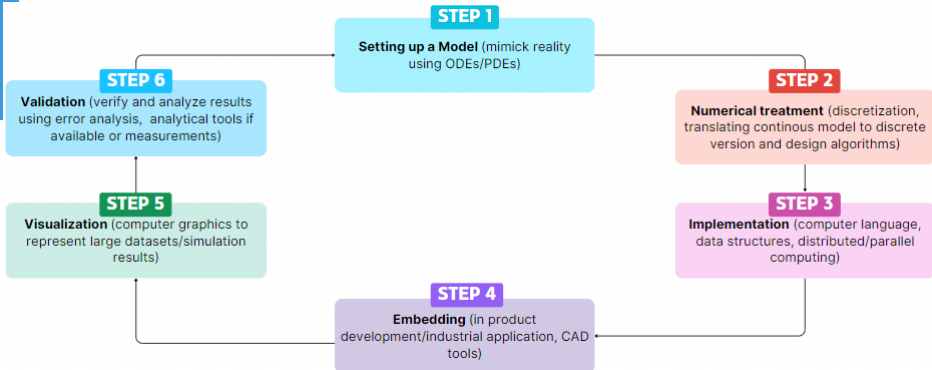 STEP 1
Setting up a Model (mimick reality
using ODEs/PDEs)
STEP 2
Numerical treatment (discretization,
translating continous model to discrete
version and design algorithms)
STEP 3
Implementation (computer language,
data structures, distributed/parallel
computing)
STEP 4
Embedding (in product
development/industrial application, CAD
tools)
STEP 5
Visualization (computer graphics to
represent large datasets/simulation
results)
STEP 6
Validation (verify and analyze results
using error analysis, analytical tools if
available or measurements)